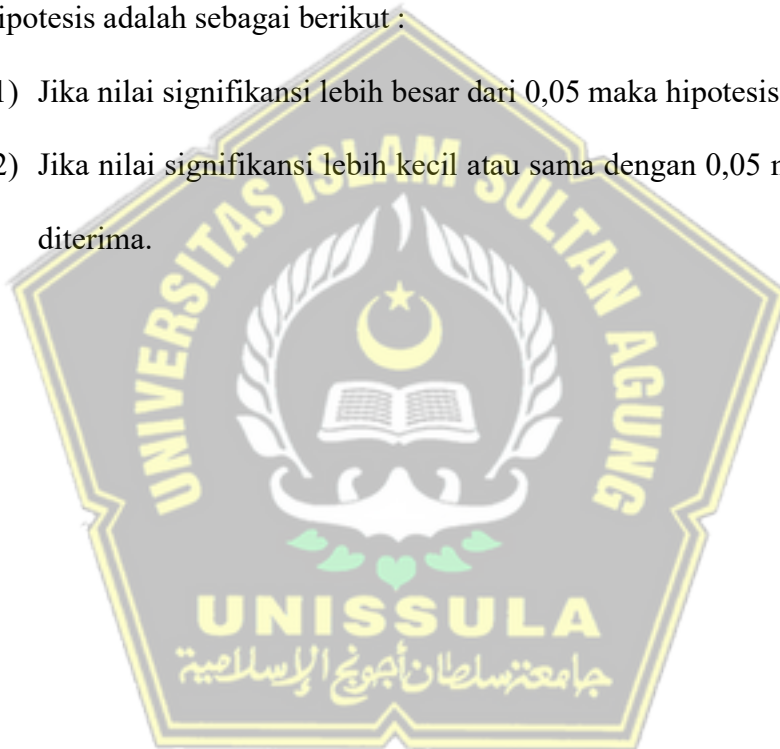 ipotesis adalah sebagai berikut :
1) Jika nilai signifikansi lebih besar dari 0,05 maka hipotesis
2) Jika nilai signifikansi lebih kecil atau sama dengan 0,05
diterima.
UNIVERSITAS ISLAM SULTAN AGUNG
UNISSULA
جامعة سلطان أجونج الإسلامية